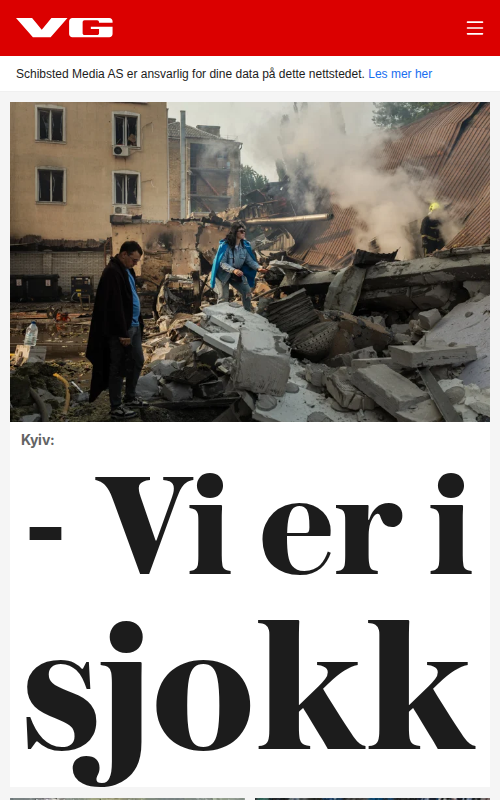 VG
Schibsted Media AS er ansvarlig for dine data på dette nettstedet. Les mer her
Kyiv:
- Vi er i
sjokk